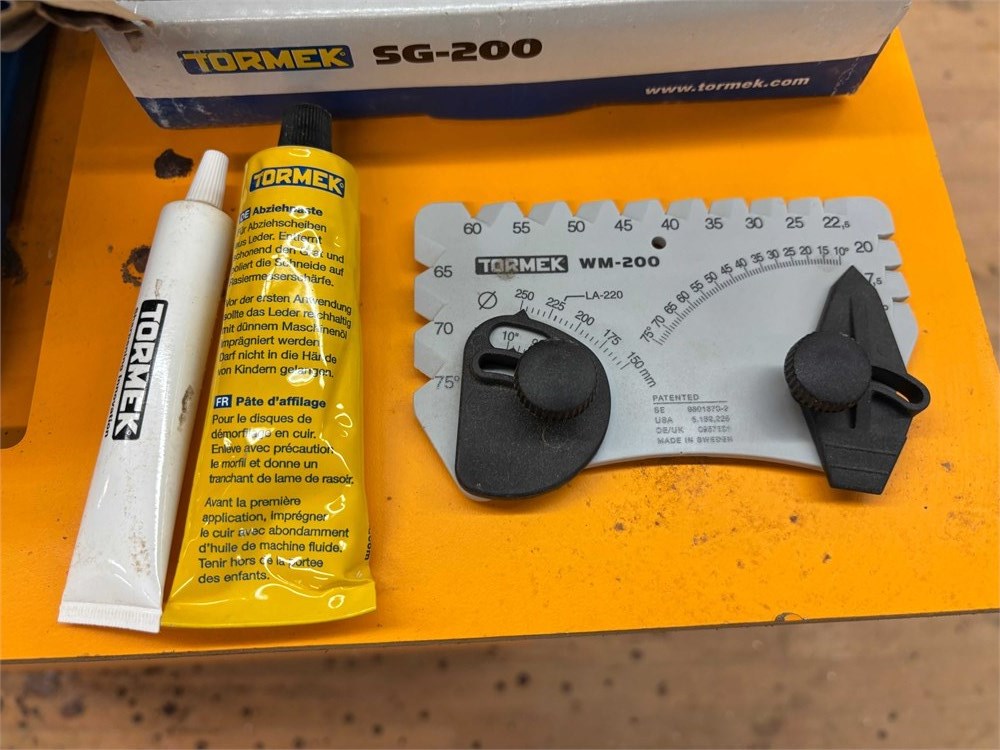 TORMEK SG-200
www.tormek.com
TORMEK
TORMEK
DE Abziehpaste
Für Abziehscheiben
aus Leder. Entfernt
schonend den Grat und
poliert die Schneide auf
Rasiermesserschärfe.
Vor der ersten Anwendung
sollte das Leder reichhaltig
mit dünnem Maschinenöl
imprägniert werden.
Darf nicht in die Hände
von Kindern gelangen.
FR Pâte d'affilage
Pour le disques de
démorfilage en cuir.
Enlève avec précaution
le morfil et donne un
tranchant de lame de rasoir.
Avant la première
application, imprégner
le cuir avec abondamment
d'huile de machine fluide.
Tenir hors de la portee
des enfants.
60 55 50 45 40 35 30 25 22,5
65 20
70
75°
TORMEK WM-200
LA-220
250 225 200 175 150 mm
10°
75° 70 65 60 55 50 45 40 35 30 25 20 15 10°
PATENTED
SE
USA
DE/UK
MADE IN SWEDEN